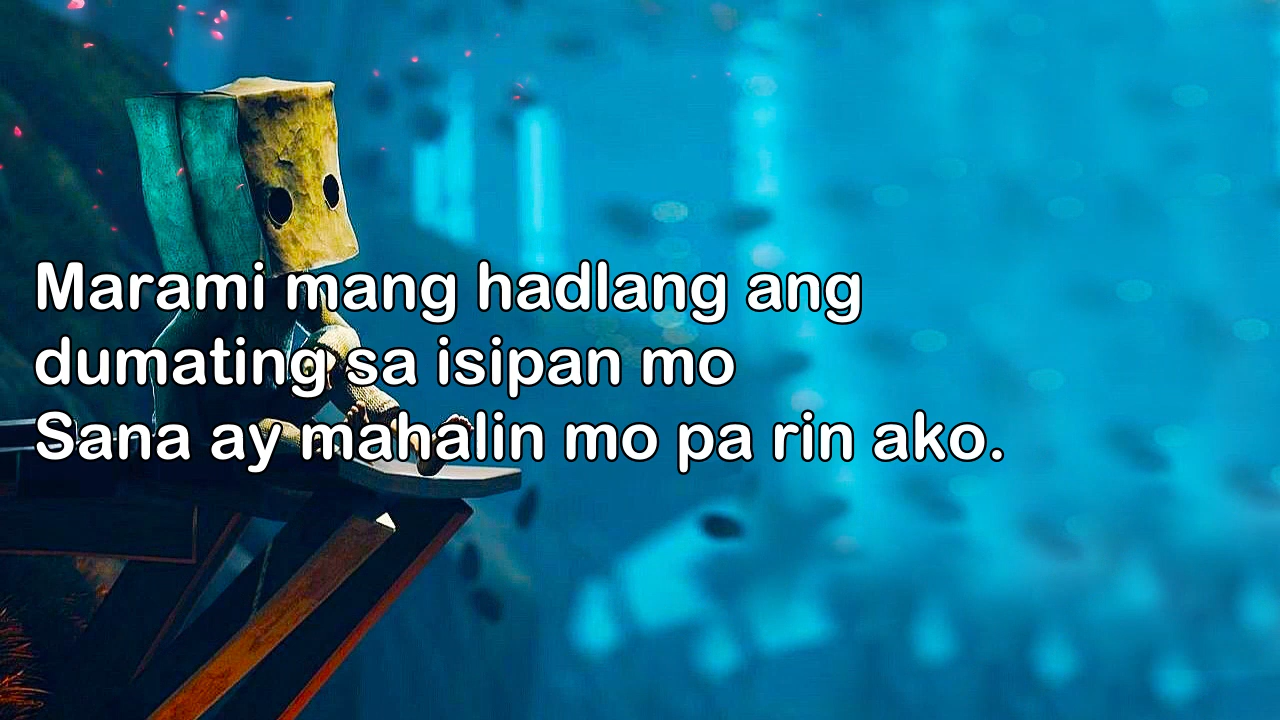 Marami mang hadlang ang
dumating sa isipan mo
Sana ay mahalin mo pa rin ako.